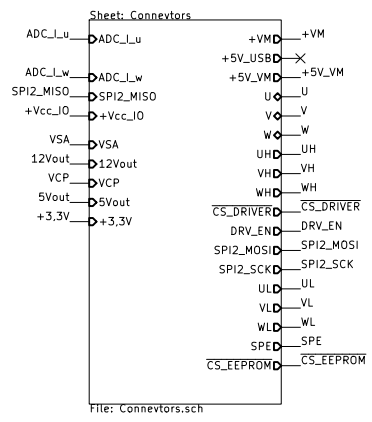 Sheet: Connevtors
ADC_I_u ADC_I_u +VM +VM
+5V_USB
ADC_I_w ADC_I_w +5V_VM +5V_VM
SPI2_MISO SPI2_MISO U U
+Vcc_IO +Vcc_IO V V
W W
VSA VSA UH UH
12Vout 12Vout VH VH
VCP VCP WH WH
5Vout 5Vout CS_DRIVER CS_DRIVER
+3,3V +3,3V DRV_EN DRV_EN
SPI2_MOSI SPI2_MOSI
SPI2_SCK SPI2_SCK
UL UL
VL VL
WL WL
SPE SPE
CS_EEPROM CS_EEPROM
File: Connevtors.sch